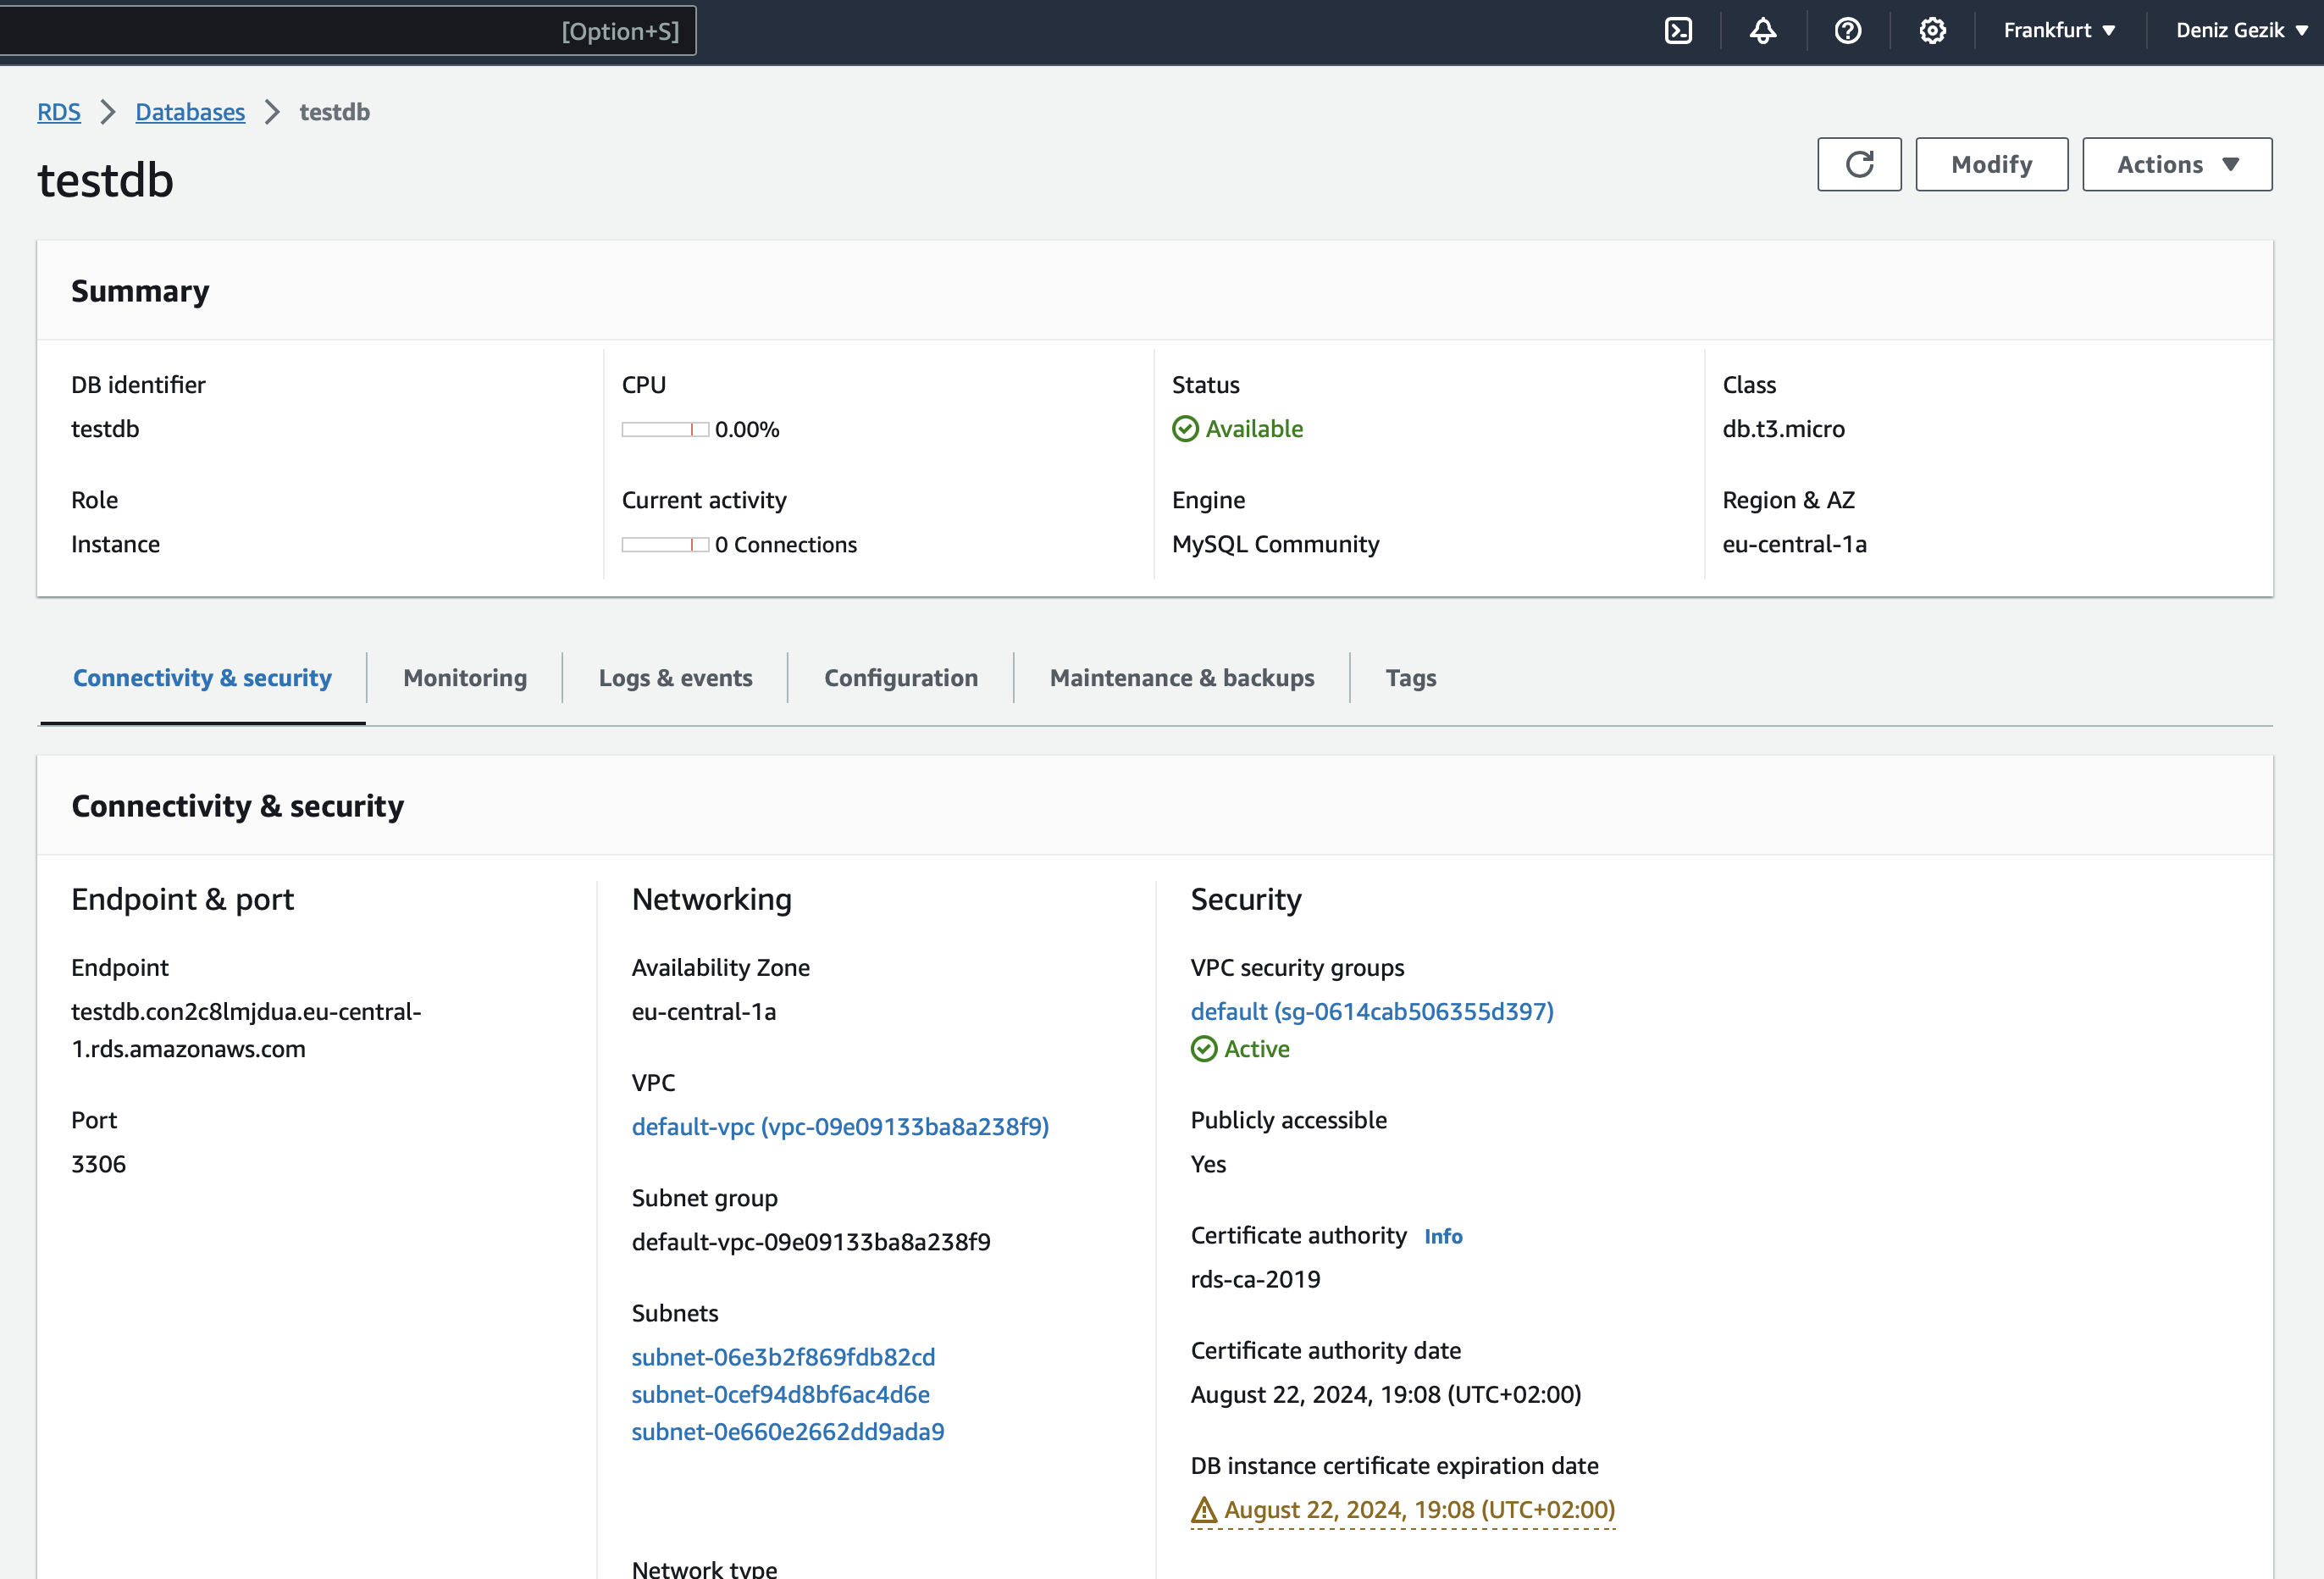 [Option+S]
Frankfurt
Deniz Gezik
RDS
Databases
testdb
testdb
Modify
Actions
Summary
DB identifier
testdb
CPU
0.00%
Status
Available
Class
db.t3.micro
Role
Instance
Current activity
0 Connections
Engine
MySQL Community
Region & AZ
eu-central-1a
Connectivity & security
Monitoring
Logs & events
Configuration
Maintenance & backups
Tags
Connectivity & security
Endpoint & port
Endpoint
testdb.con2c8lmjdua.eu-central-
1.rds.amazonaws.com
Port
3306
Networking
Availability Zone
eu-central-1a
VPC
default-vpc (vpc-09e09133ba8a238f9)
Subnet group
default-vpc-09e09133ba8a238f9
Subnets
subnet-06e3b2f869fdb82cd
subnet-0cef94d8bf6ac4d6e
subnet-0e660e2662dd9ada9
Network type
Security
VPC security groups
default (sg-0614cab506355d397)
Active
Publicly accessible
Yes
Certificate authority Info
rds-ca-2019
Certificate authority date
August 22, 2024, 19:08 (UTC+02:00)
DB instance certificate expiration date
August 22, 2024, 19:08 (UTC+02:00)